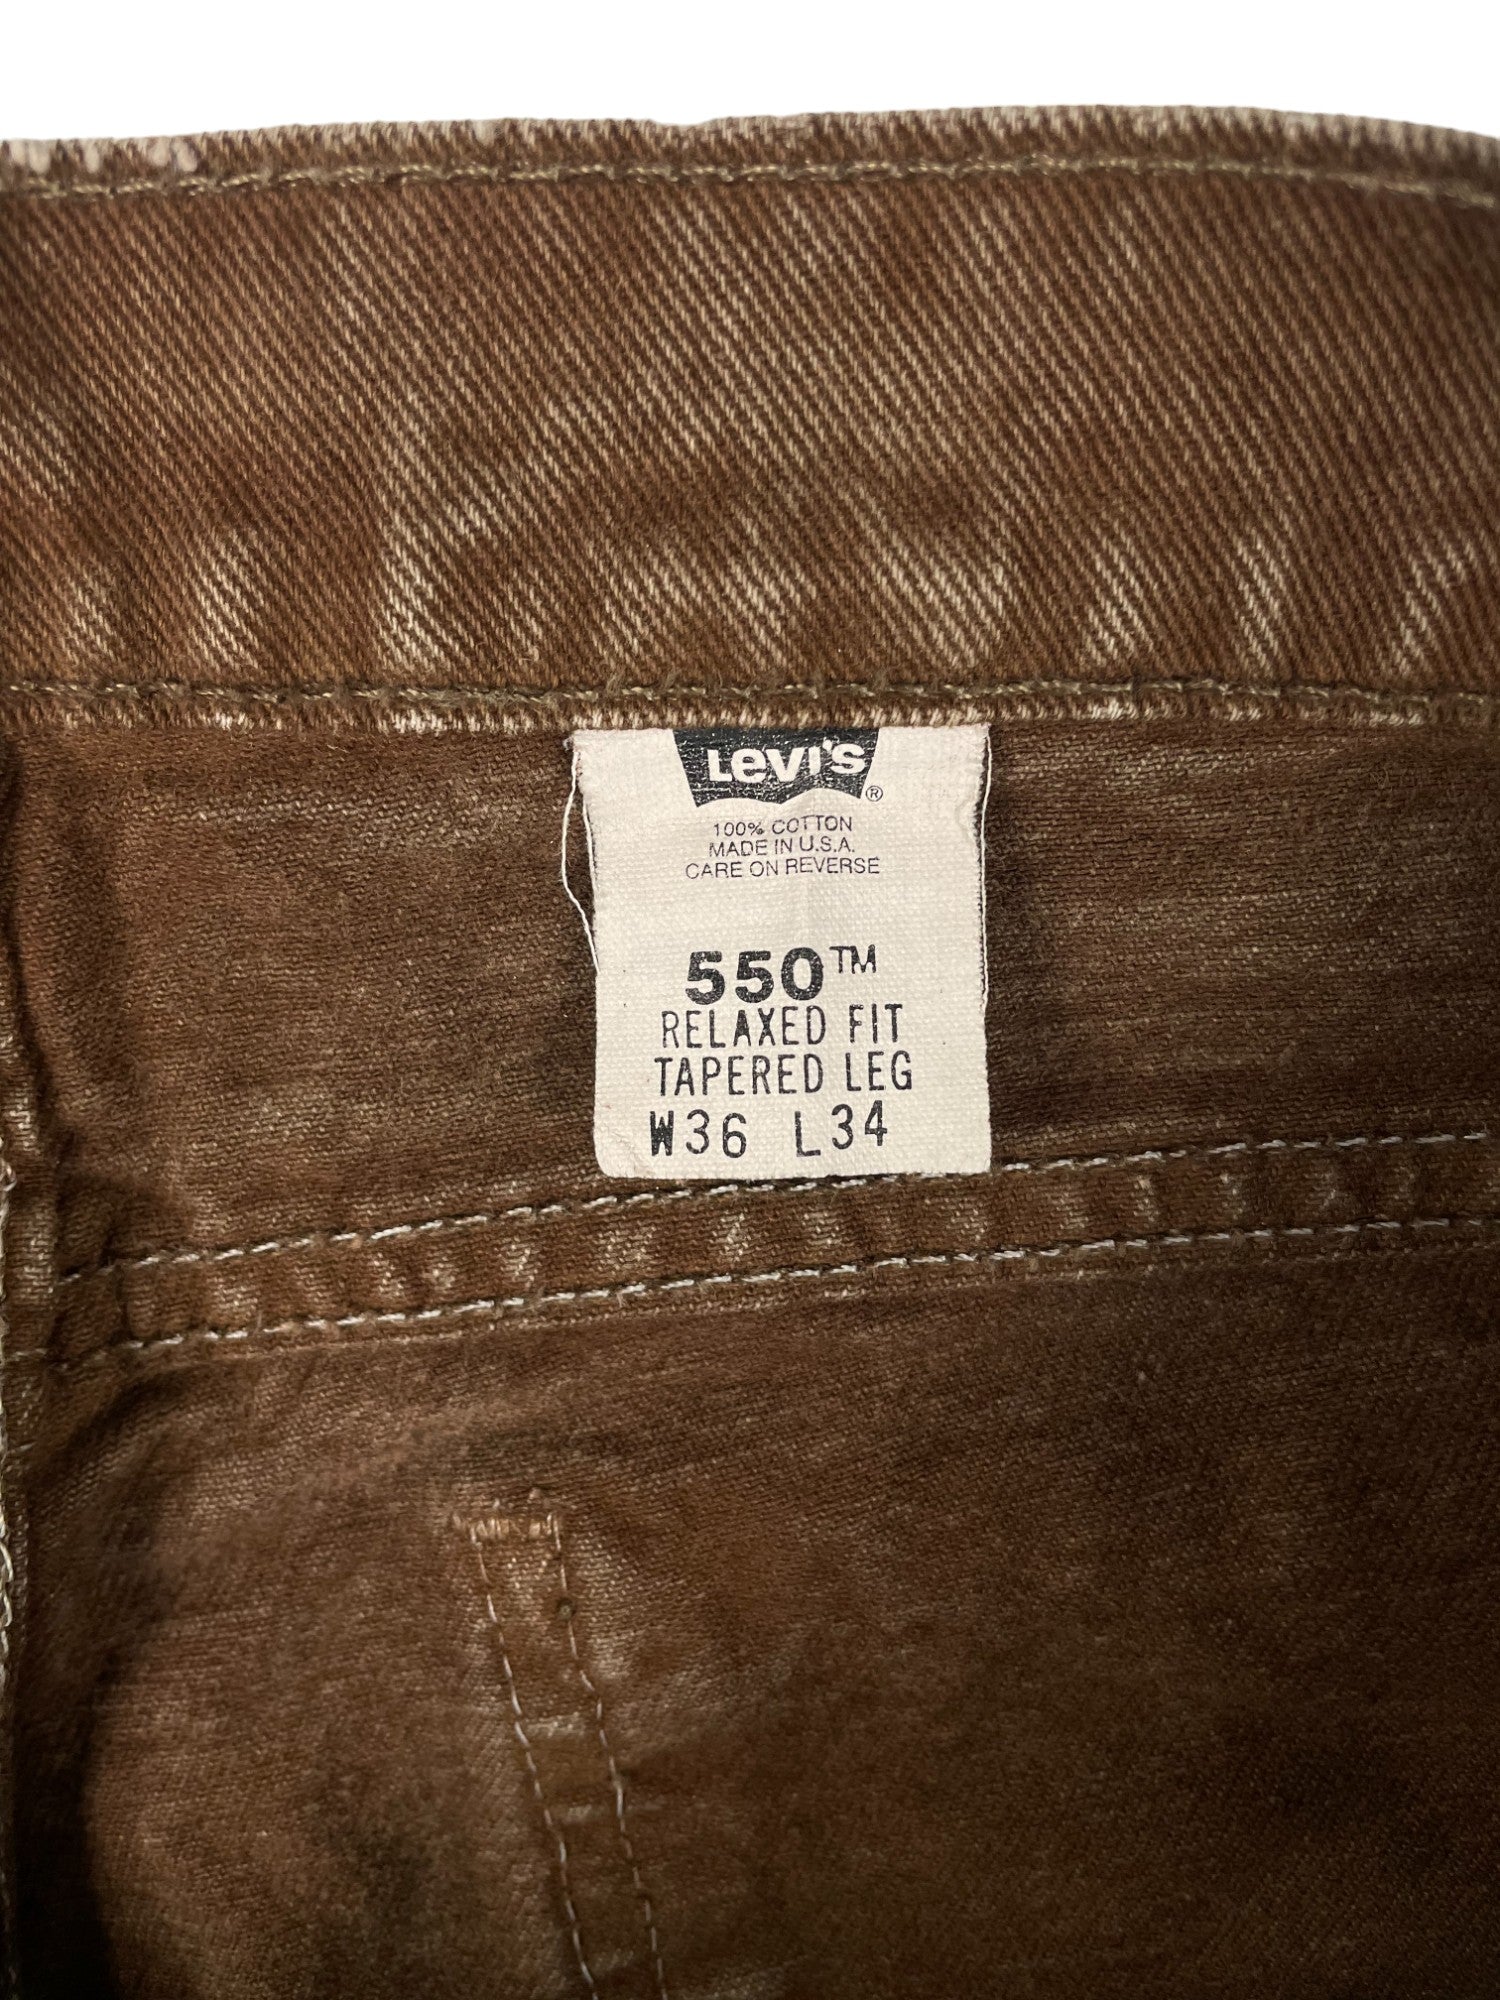 Levi's®
100% COTTON
MADE IN U.S.A.
CARE ON REVERSE
550™
RELAXED FIT
TAPERED LEG
W36 L34